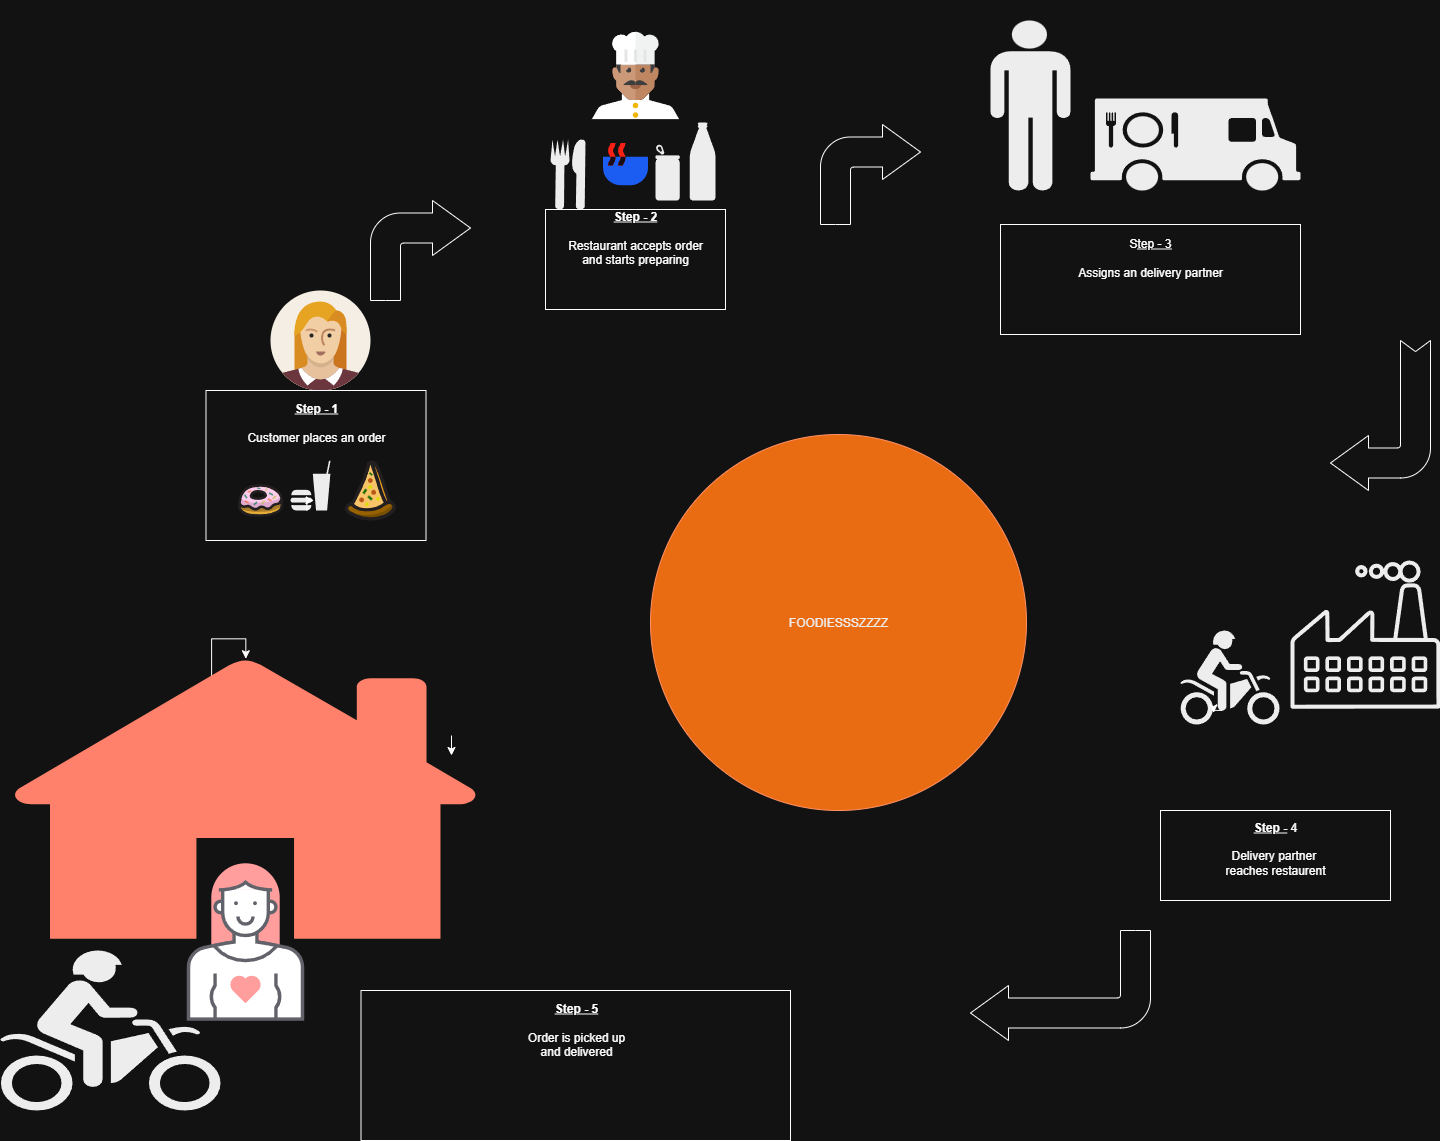 Step - 1
Customer places an order
Step - 2
Restaurant accepts order
and starts preparing
Step - 3
Assigns an delivery partner
FOODIESSSZZZZ
Step - 4
Delivery partner
reaches restaurent
Step - 5
Order is picked up
and delivered